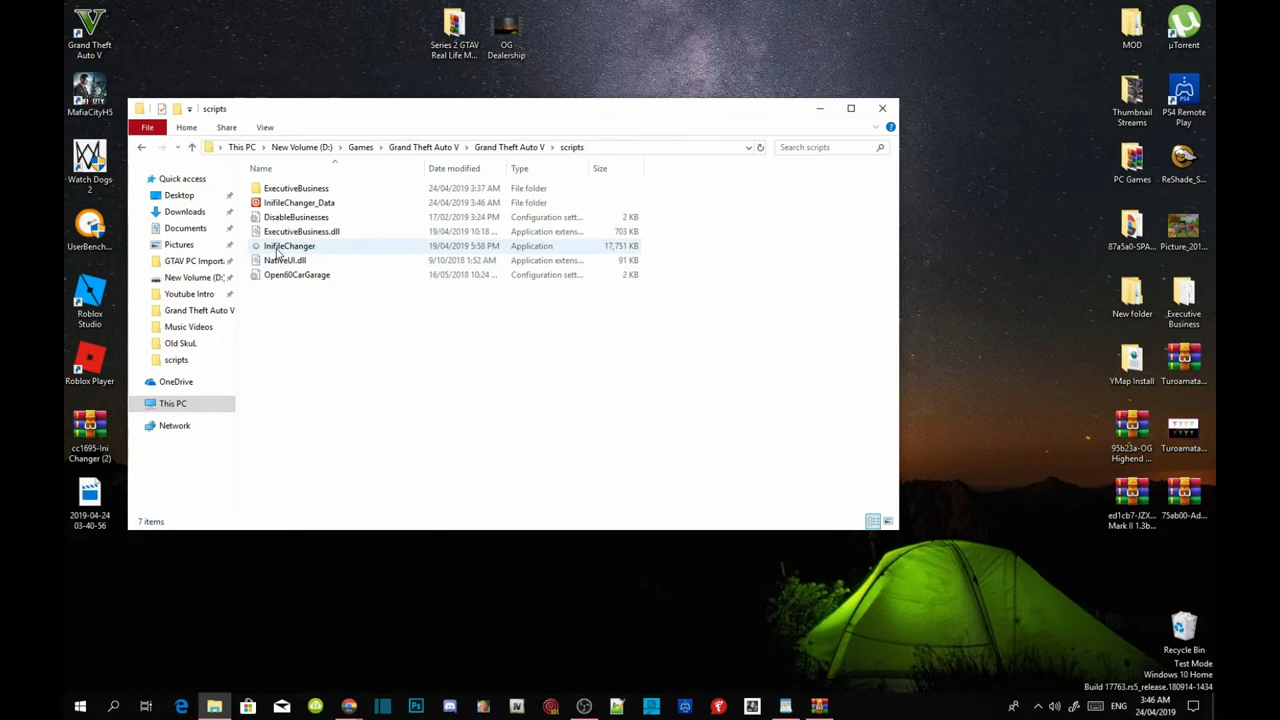 Grand Theft Auto V
MafiaCityH5
Watch Dogs 2
UserBench...
Roblox Studio
Roblox Player
cc1695-Ini Changer (2)
2019-04-24 03-40-56
Series 2 GTAV Real Life M...
OG Dealership
MOD
µTorrent
Thumbnail Streams
PS4 Remote Play
PC Games
ReShade_S...
87a5a0-SPA...
Picture_201...
New folder
Executive Business
YMap Install
Turoamata...
95b23a-OG Highend ...
Turoamata...
ed1cb7-JZX... Mark II 1.3b...
75ab00-Ad...
Recycle Bin
scripts
File Home Share View
This PC New Volume (D:) Games Grand Theft Auto V Grand Theft Auto V scripts
Search scripts
Quick access
Desktop
Downloads
Documents
Pictures
GTAV PC Import
New Volume (D:
Youtube Intro
Grand Theft Auto V
Music Videos
Old SkuL
scripts
OneDrive
This PC
Network
Name Date modified Type Size
ExecutiveBusiness 24/04/2019 3:37 AM File folder
InifileChanger_Data 24/04/2019 3:46 AM File folder
DisableBusinesses 17/02/2019 3:24 PM Configuration sett... 2 KB
ExecutiveBusiness.dll 19/04/2019 10:18 ... Application extens... 703 KB
InifileChanger 19/04/2019 5:58 PM Application 17,751 KB
NativeUI.dll 9/10/2018 1:52 AM Application extens... 91 KB
Open60CarGarage 16/05/2018 10:24 ... Configuration sett... 2 KB
7 items
Test Mode
Windows 10 Home
Build 17763.rs5_release.180914-1434
ENG
3:46 AM
24/04/2019